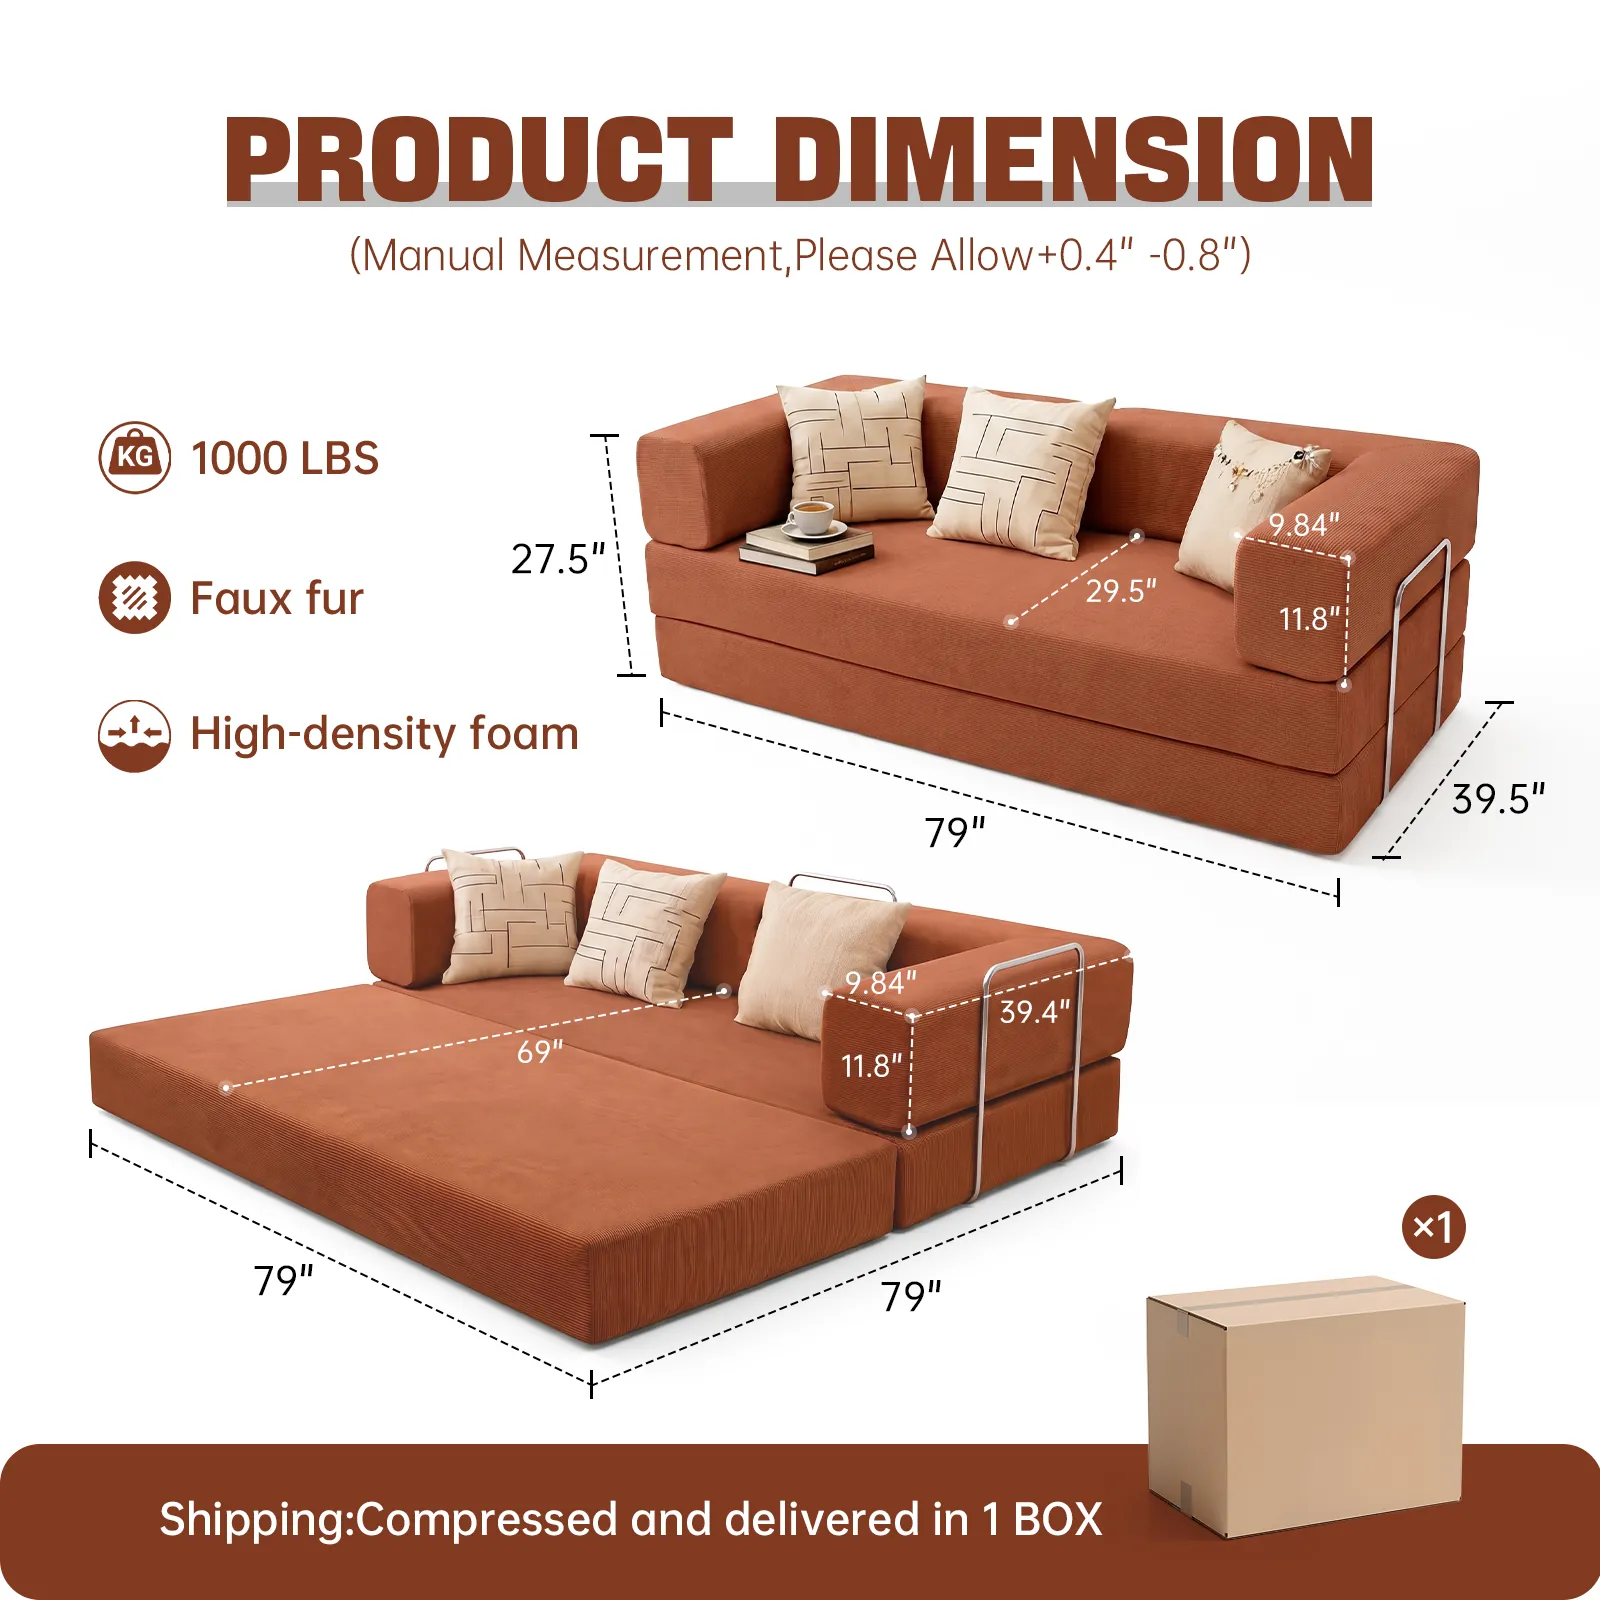 PRODUCT DIMENSION
(Manual Measurement,Please Allow+0.4" -0.8")
KG
1000 LBS
Faux fur
High-density foam
27.5"
9.84"
29.5"
11.8"
39.5"
79"
9.84"
39.4"
69"
11.8"
79"
79"
×1
Shipping:Compressed and delivered in 1 BOX